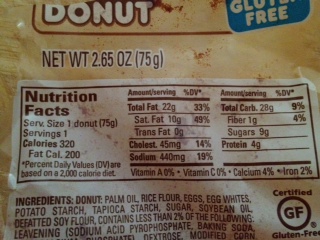 DONUT
GLUTEN
FREE
NET WT 2.65 OZ (75g)
Nutrition
Facts
Serv. Size 1 donut (75g)
Servings 1
Calories 320
Fat Cal. 200
*Percent Daily Values (DV) are
based on a 2,000 calorie diet.
Amount/serving %DV*
Total Fat 22g 33%
Sat. Fat 10g 49%
Trans Fat 0g
Cholest. 45mg 14%
Sodium 440mg 19%
Amount/serving %DV*
Total Carb. 28g 9%
Fiber 1g 4%
Sugars 9g
Protein 4g
Vitamin A 0% • Vitamin C 0% • Calcium 4% • Iron 2%
INGREDIENTS: DONUT: PALM OIL, RICE FLOUR, EGGS, EGG WHITES,
POTATO STARCH, TAPIOCA STARCH, SUGAR, SOYBEAN OIL,
DEFATTED SOY FLOUR, CONTAINS LESS THAN 2% OF THE FOLLOWING:
LEAVENING (SODIUM ACID PYROPHOSPHATE, BAKING SODA,
PHOSPHATE), DEXTROSE, MODIFIED CORN
Certified
GF
Gluten-Free